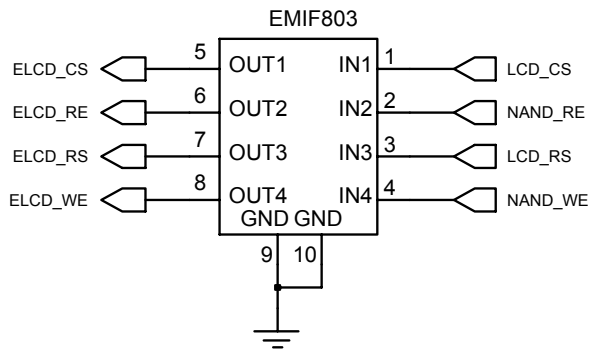 EMIF803
ELCD_CS 5 OUT1 IN1 1 LCD_CS
ELCD_RE 6 OUT2 IN2 2 NAND_RE
ELCD_RS 7 OUT3 IN3 3 LCD_RS
ELCD_WE 8 OUT4 IN4 4 NAND_WE
GND GND
9 10